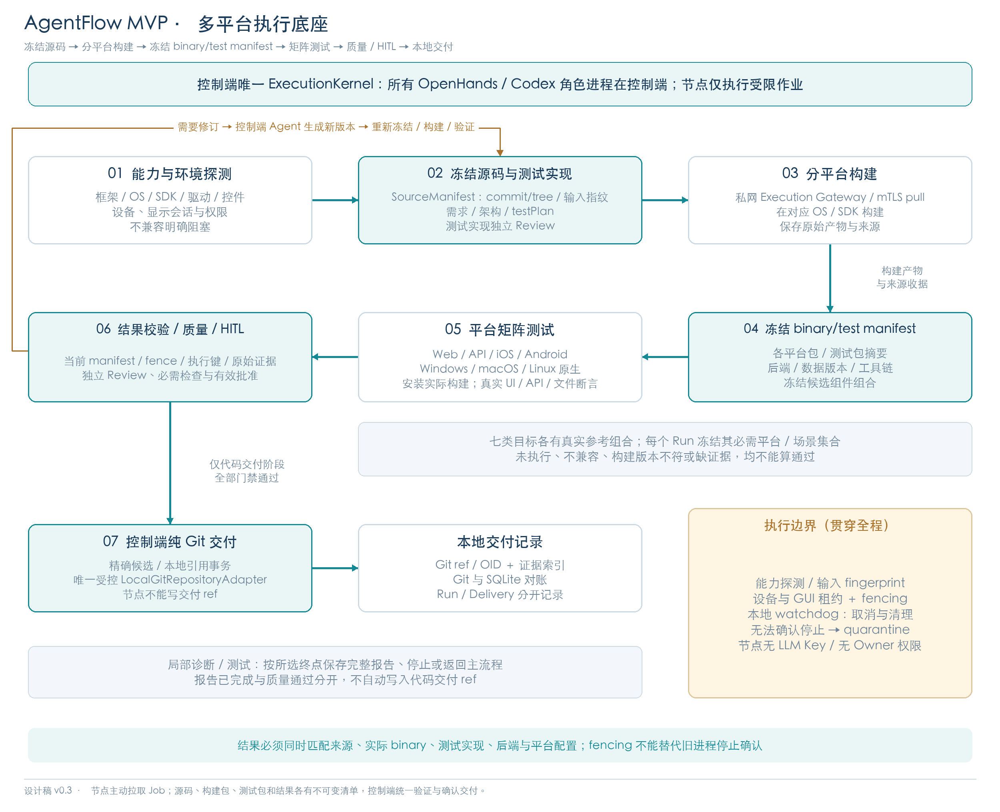 AgentFlow MVP · 多平台执行底座
冻结源码 → 分平台构建 → 冻结 binary/test manifest → 矩阵测试 → 质量 / HITL → 本地交付
控制端唯一 ExecutionKernel：所有 OpenHands / Codex 角色进程在控制端；节点仅执行受限作业
需要修订 → 控制端 Agent 生成新版本 → 重新冻结 / 构建 / 验证
01 能力与环境探测
框架 / OS / SDK / 驱动 / 控件
设备、显示会话与权限
不兼容明确阻塞
02 冻结源码与测试实现
SourceManifest：commit/tree / 输入指纹
需求 / 架构 / testPlan
测试实现独立 Review
03 分平台构建
私网 Execution Gateway / mTLS pull
在对应 OS / SDK 构建
保存原始产物与来源
构建产物
与来源收据
06 结果校验 / 质量 / HITL
当前 manifest / fence / 执行键 / 原始证据
独立 Review、必需检查与有效批准
05 平台矩阵测试
Web / API / iOS / Android
Windows / macOS / Linux 原生
安装实际构建；真实 UI / API / 文件断言
04 冻结 binary/test manifest
各平台包 / 测试包摘要
后端 / 数据版本 / 工具链
冻结候选组件组合
七类目标各有真实参考组合；每个 Run 冻结其必需平台 / 场景集合
未执行、不兼容、构建版本不符或缺证据，均不能算通过
仅代码交付阶段
全部门禁通过
07 控制端纯 Git 交付
精确候选 / 本地引用事务
唯一受控 LocalGitRepositoryAdapter
节点不能写交付 ref
本地交付记录
Git ref / OID + 证据索引
Git 与 SQLite 对账
Run / Delivery 分开记录
执行边界（贯穿全程）
能力探测 / 输入 fingerprint
设备与 GUI 租约 + fencing
本地 watchdog：取消与清理
无法确认停止 → quarantine
节点无 LLM Key / 无 Owner 权限
局部诊断 / 测试：按所选终点保存完整报告、停止或返回主流程
报告已完成与质量通过分开，不自动写入代码交付 ref
结果必须同时匹配来源、实际 binary、测试实现、后端与平台配置；fencing 不能替代旧进程停止确认
设计稿 v0.3 · 节点主动拉取 Job；源码、构建包、测试包和结果各有不可变清单，控制端统一验证与确认交付。